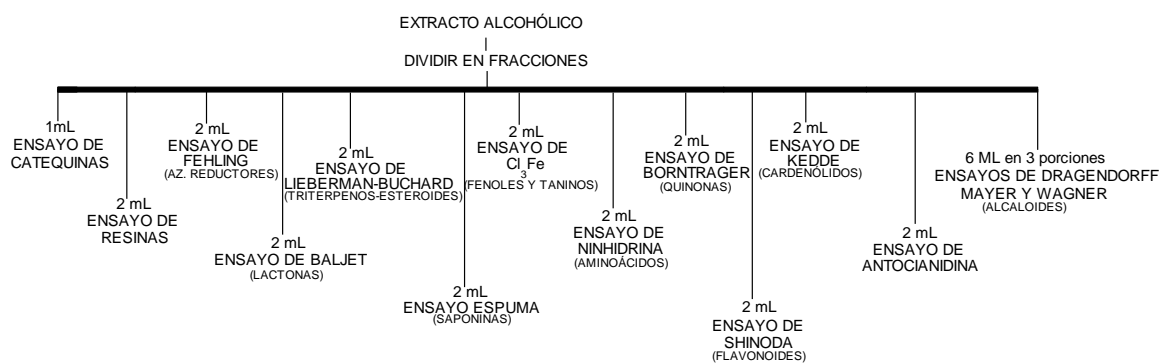 EXTRACTO ALCOHÓLICO
DIVIDIR EN FRACCIONES
1mL
ENSAYO DE
CATEQUINAS
2 mL
ENSAYO DE
RESINAS
2 mL
ENSAYO DE
FEHLING
(AZ. REDUCTORES)
2 mL
ENSAYO DE BALJET
(LACTONAS)
2 mL
ENSAYO DE
LIEBERMAN-BUCHARD
(TRITERPENOS-ESTEROIDES)
2 mL
ENSAYO ESPUMA
(SAPONINAS)
2 mL
ENSAYO DE
Cl3Fe
(FENOLES Y TANINOS)
2 mL
ENSAYO DE
NINHIDRINA
(AMINOÁCIDOS)
2 mL
ENSAYO DE
BORNTRAGER
(QUINONAS)
2 mL
ENSAYO DE
SHINODA
(FLAVONOIDES)
2 mL
ENSAYO DE
KEDDE
(CARDENÓLIDOS)
2 mL
ENSAYO DE
ANTOCIANIDINA
6 ML en 3 porciones
ENSAYOS DE DRAGENDORFF
MAYER Y WAGNER
(ALCALOIDES)